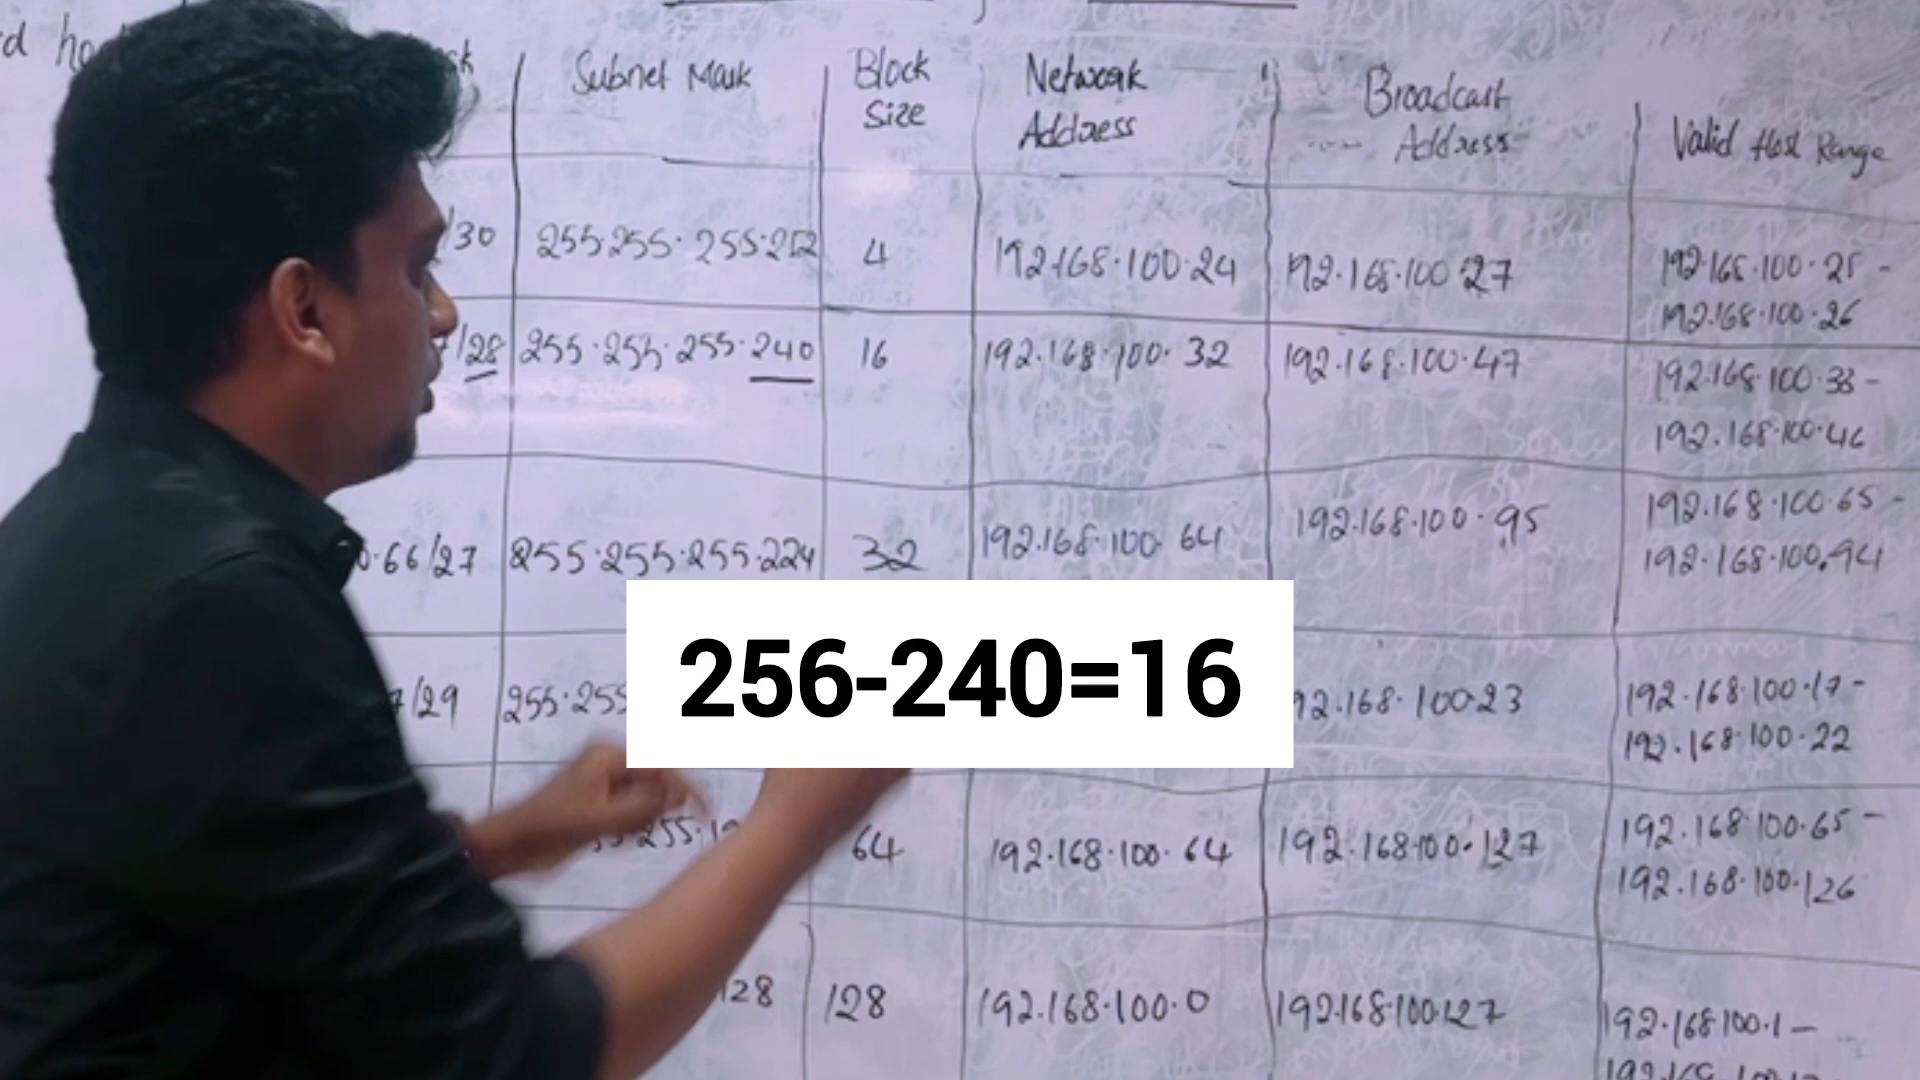 Subnet Mask
Block Size
Network Address
Broadcast Address
Valid Host Range
/30 255.255.255.252 4 192.168.100.24 192.168.100.27 192.168.100.25 -
192.168.100.26
/28 255.255.255.240 16 192.168.100.32 192.168.100.47 192.168.100.33 -
192.168.100.46
.66/27 255.255.255.224 32 192.168.100.64 192.168.100.95 192.168.100.65 -
192.168.100.94
256-240=16
/29 255.255 92.168.100.23 192.168.100.17 -
192.168.100.22
64 192.168.100.64 192.168.100.127 192.168.100.65 -
192.168.100.126
128 128 192.168.100.0 192.168.100.127 192.168.100.1 -